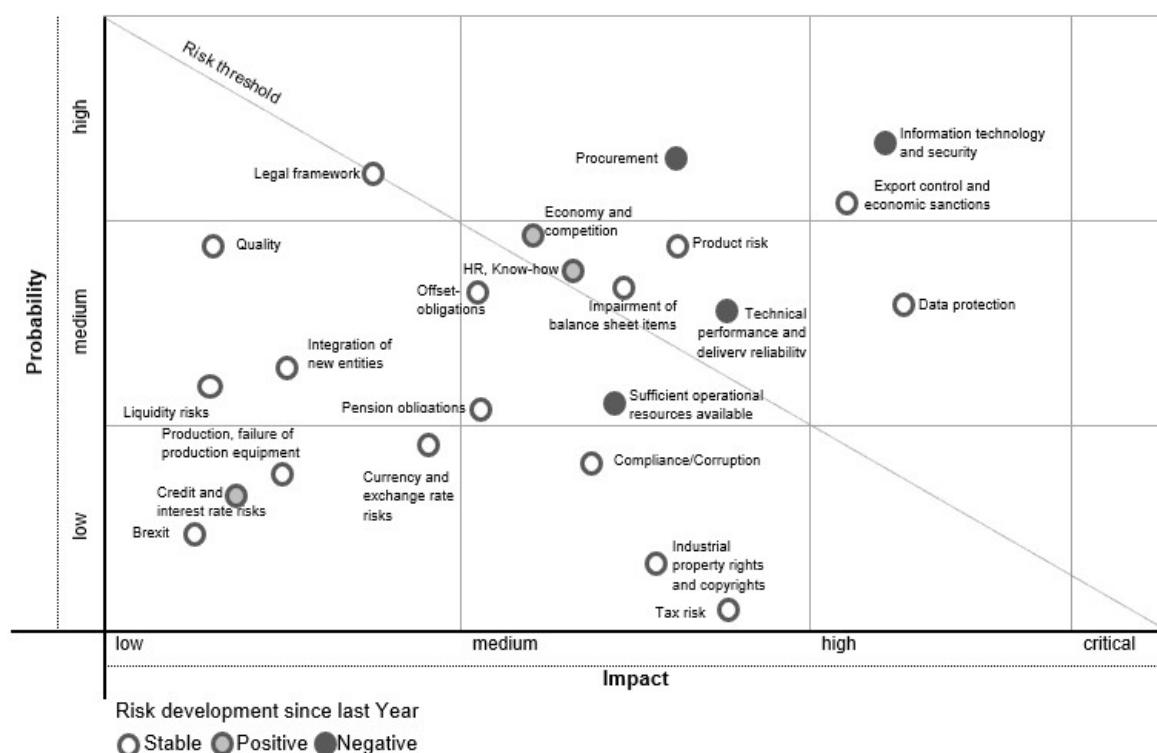 Risk threshold
high
Information technology
and security
Procurement
Legal framework
Export control and
economic sanctions
Economy and
competition
Quality
Product risk
HR, Know-how
Offset-
obligations
Impairment of
balance sheet items
Data protection
Technical
performance and
delivery reliability
medium
Probability
Integration of
new entities
Liquidity risks
Pension obligations
Sufficient operational
resources available
Production, failure of
production equipment
Compliance/Corruption
Currency and
exchange rate
risks
Credit and
interest rate risks
Brexit
low
Industrial
property rights
and copyrights
Tax risk
low
medium
high
critical
Impact
Risk development since last Year
Stable Positive Negative